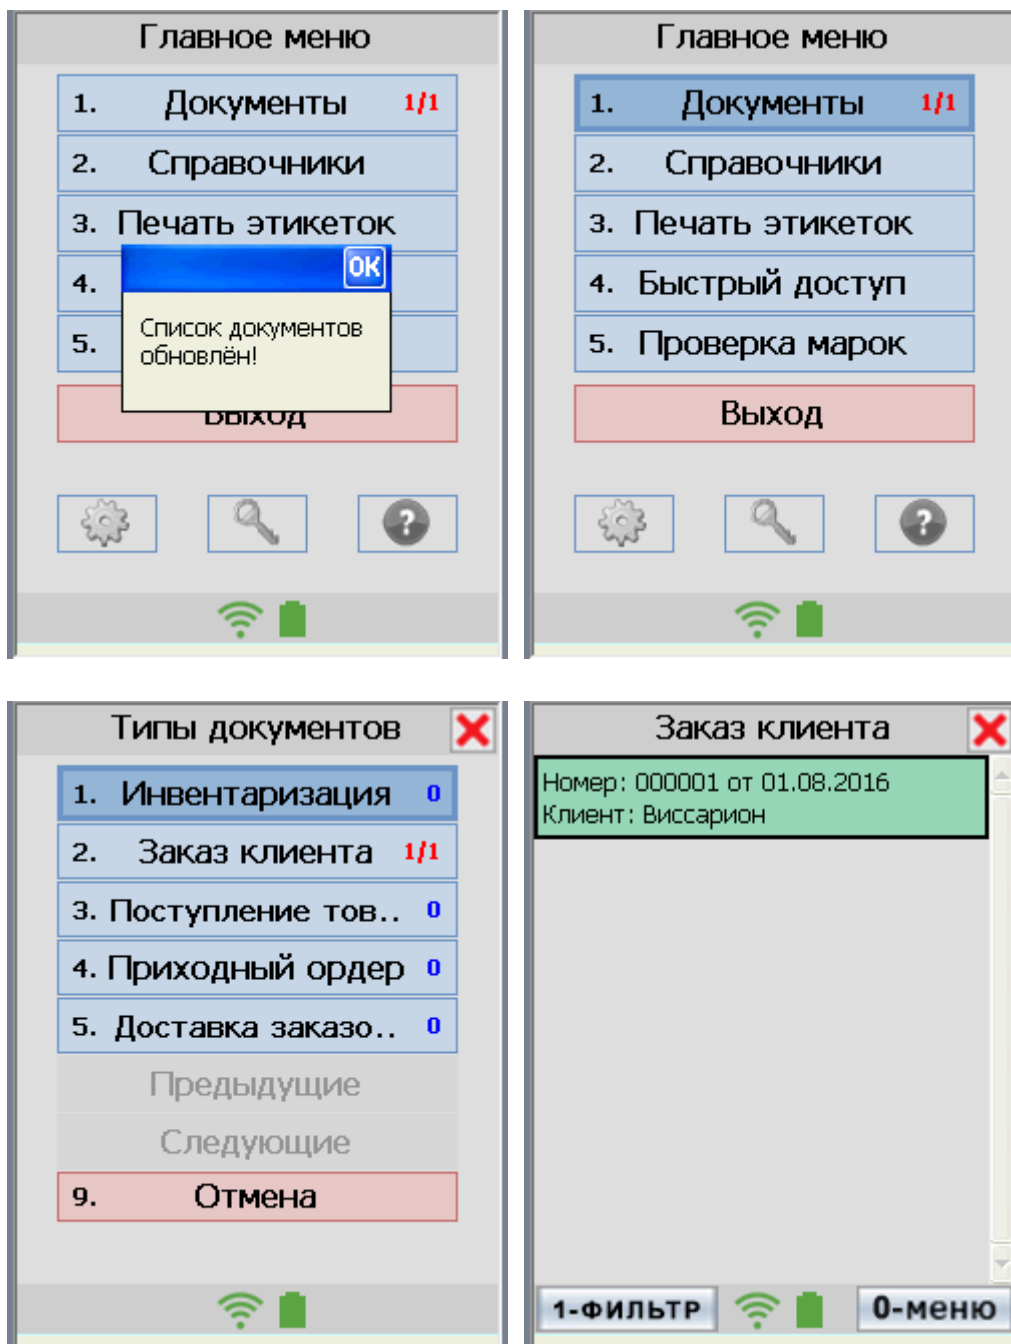 Главное меню
1. Документы 1/1
2. Справочники
3. Печать этикеток
4.
OK
Список документов
обновлён!
5.
Выход
Главное меню
1. Документы 1/1
2. Справочники
3. Печать этикеток
4. Быстрый доступ
5. Проверка марок
Выход
Типы документов
1. Инвентаризация 0
2. Заказ клиента 1/1
3. Поступление тов.. 0
4. Приходный ордер 0
5. Доставка заказо.. 0
Предыдущие
Следующие
9. Отмена
Заказ клиента
Номер: 000001 от 01.08.2016
Клиент: Виссарион
1-ФИЛЬТР
0-меню